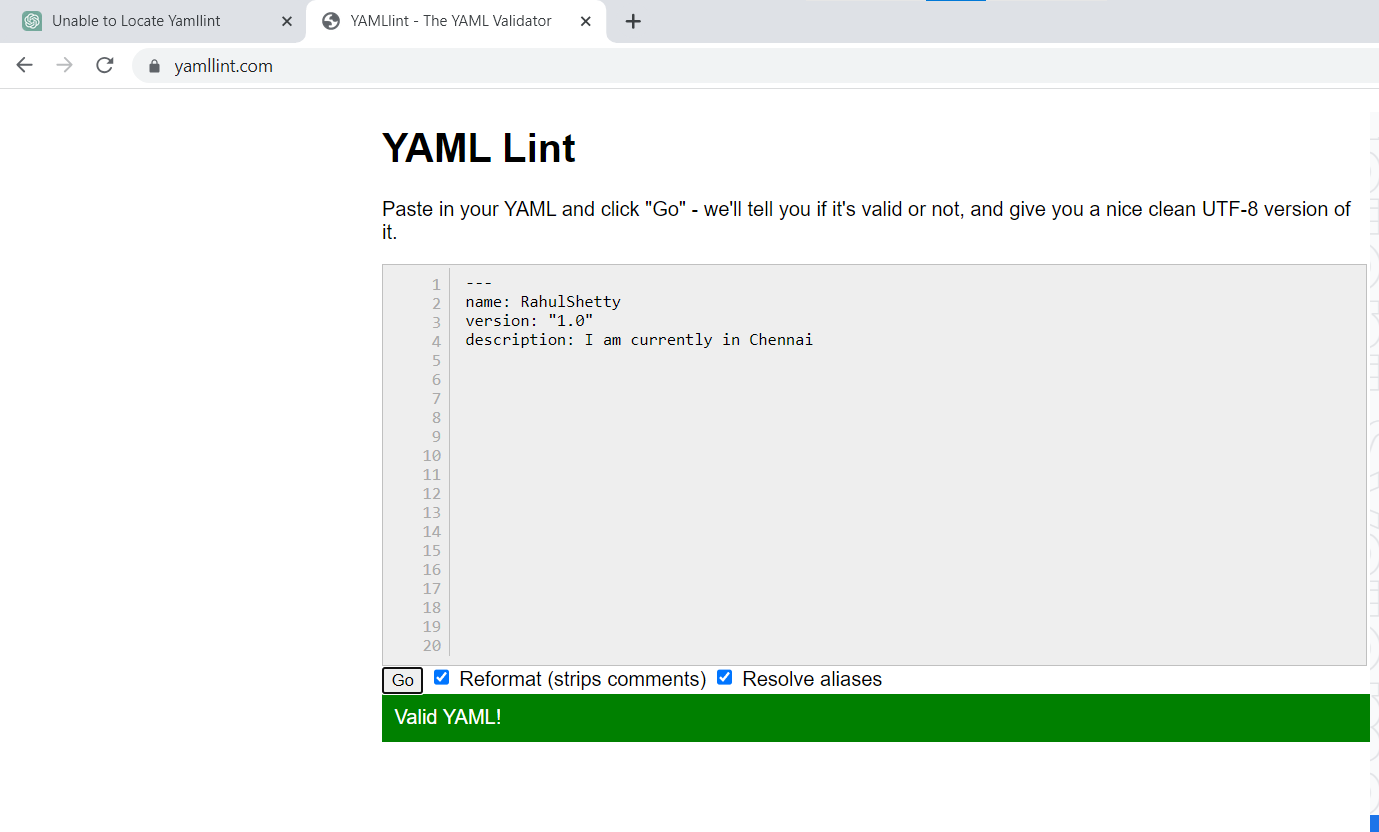 Unable to Locate Yamllint
YAMLlint - The YAML Validator
yamllint.com
YAML Lint
Paste in your YAML and click "Go" - we'll tell you if it's valid or not, and give you a nice clean UTF-8 version of
it.
1 ---
2 name: RahulShetty
3 version: "1.0"
4 description: I am currently in Chennai
5
6
7
8
9
10
11
12
13
14
15
16
17
18
19
20
Go Reformat (strips comments) Resolve aliases
Valid YAML!